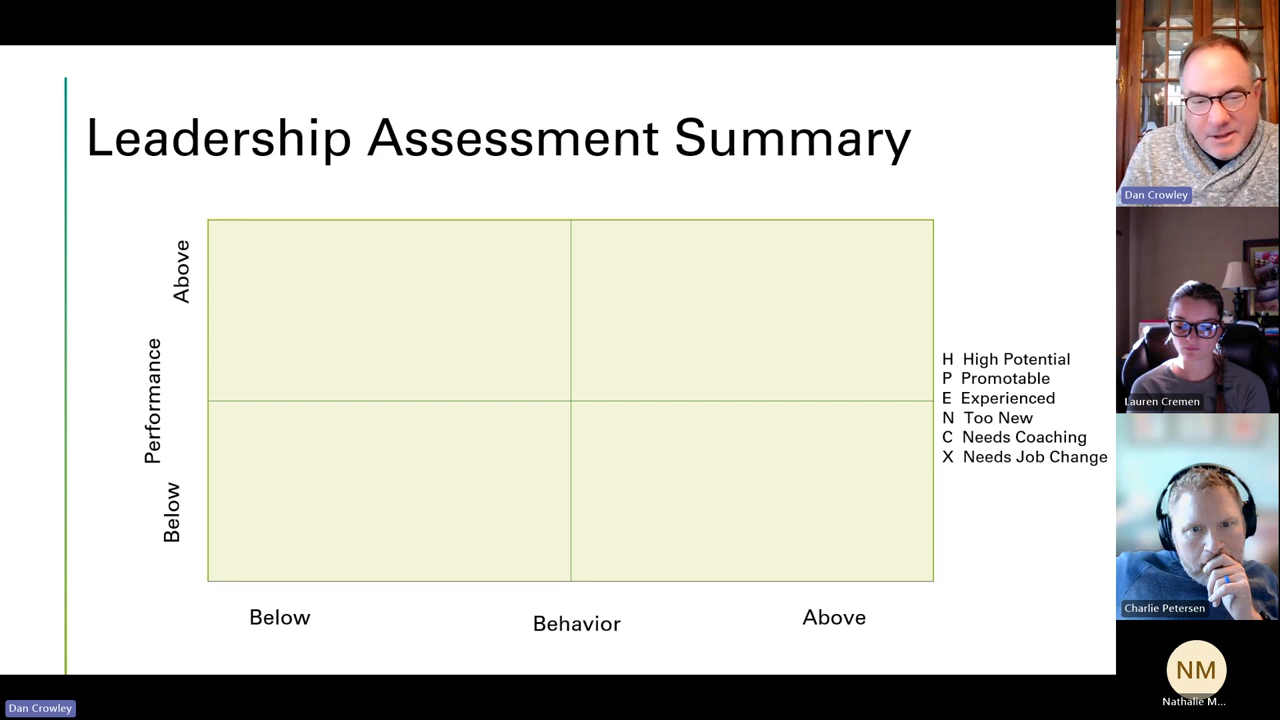 Leadership Assessment Summary
Above
Performance
Below
Below
Behavior
Above
H High Potential
P Promotable
E Experienced
N Too New
C Needs Coaching
X Needs Job Change
Dan Crowley
Lauren Cremen
Charlie Petersen
NM
Nathalie M...
Dan Crowley